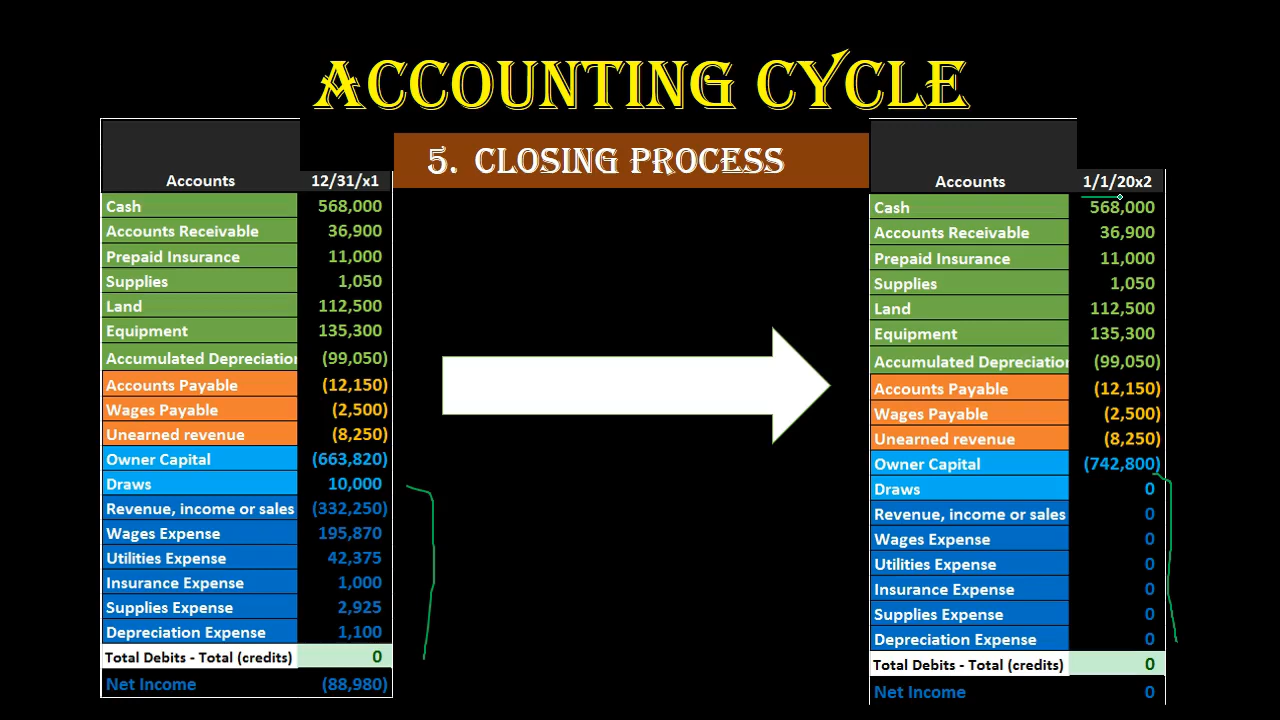 ACCOUNTING CYCLE
5. CLOSING PROCESS
Accounts 12/31/x1
Cash 568,000
Accounts Receivable 36,900
Prepaid Insurance 11,000
Supplies 1,050
Land 112,500
Equipment 135,300
Accumulated Depreciation (99,050)
Accounts Payable (12,150)
Wages Payable (2,500)
Unearned revenue (8,250)
Owner Capital (663,820)
Draws 10,000
Revenue, income or sales (332,250)
Wages Expense 195,870
Utilities Expense 42,375
Insurance Expense 1,000
Supplies Expense 2,925
Depreciation Expense 1,100
Total Debits - Total (credits) 0
Net Income (88,980)
Accounts 1/1/20x2
Cash 568,000
Accounts Receivable 36,900
Prepaid Insurance 11,000
Supplies 1,050
Land 112,500
Equipment 135,300
Accumulated Depreciation (99,050)
Accounts Payable (12,150)
Wages Payable (2,500)
Unearned revenue (8,250)
Owner Capital (742,800)
Draws 0
Revenue, income or sales 0
Wages Expense 0
Utilities Expense 0
Insurance Expense 0
Supplies Expense 0
Depreciation Expense 0
Total Debits - Total (credits) 0
Net Income 0